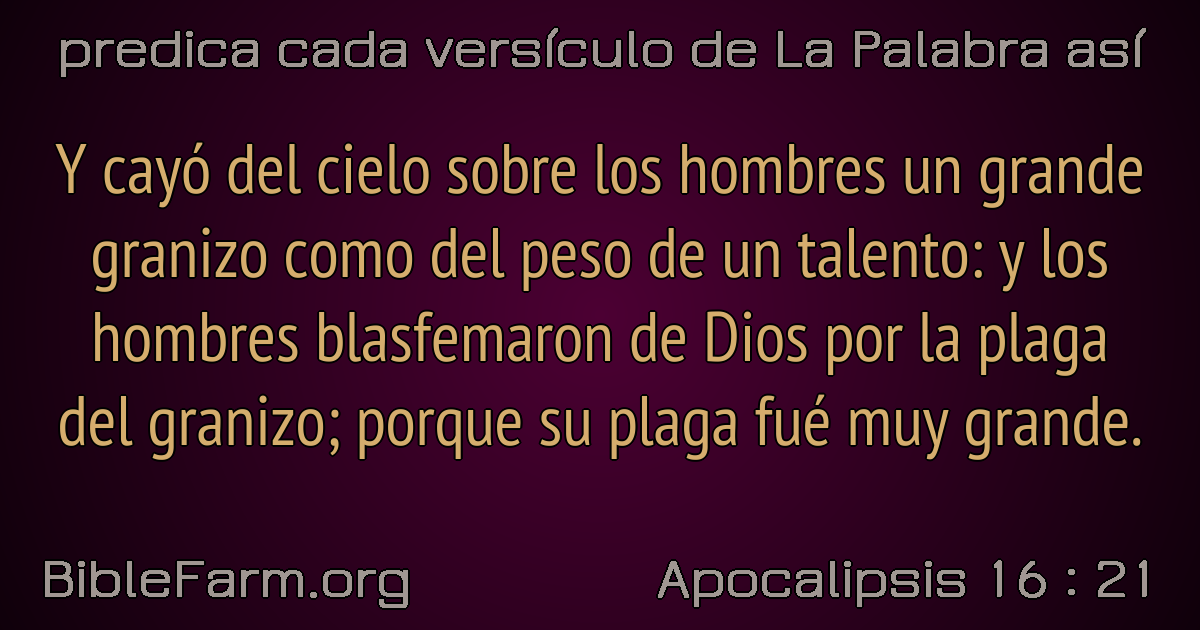 predica cada versículo de La Palabra así
Y cayó del cielo sobre los hombres un grande
granizo como del peso de un talento: y los
hombres blasfemaron de Dios por la plaga
del granizo; porque su plaga fué muy grande.
BibleFarm.org
Apocalipsis 16 : 21